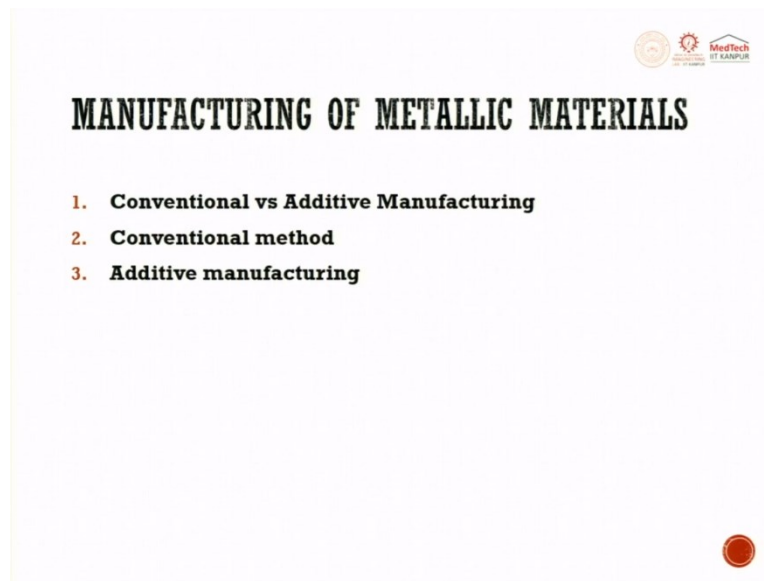 MedTech
IIT KANPUR
MANUFACTURING OF METALLIC MATERIALS
1. Conventional vs Additive Manufacturing
2. Conventional method
3. Additive manufacturing